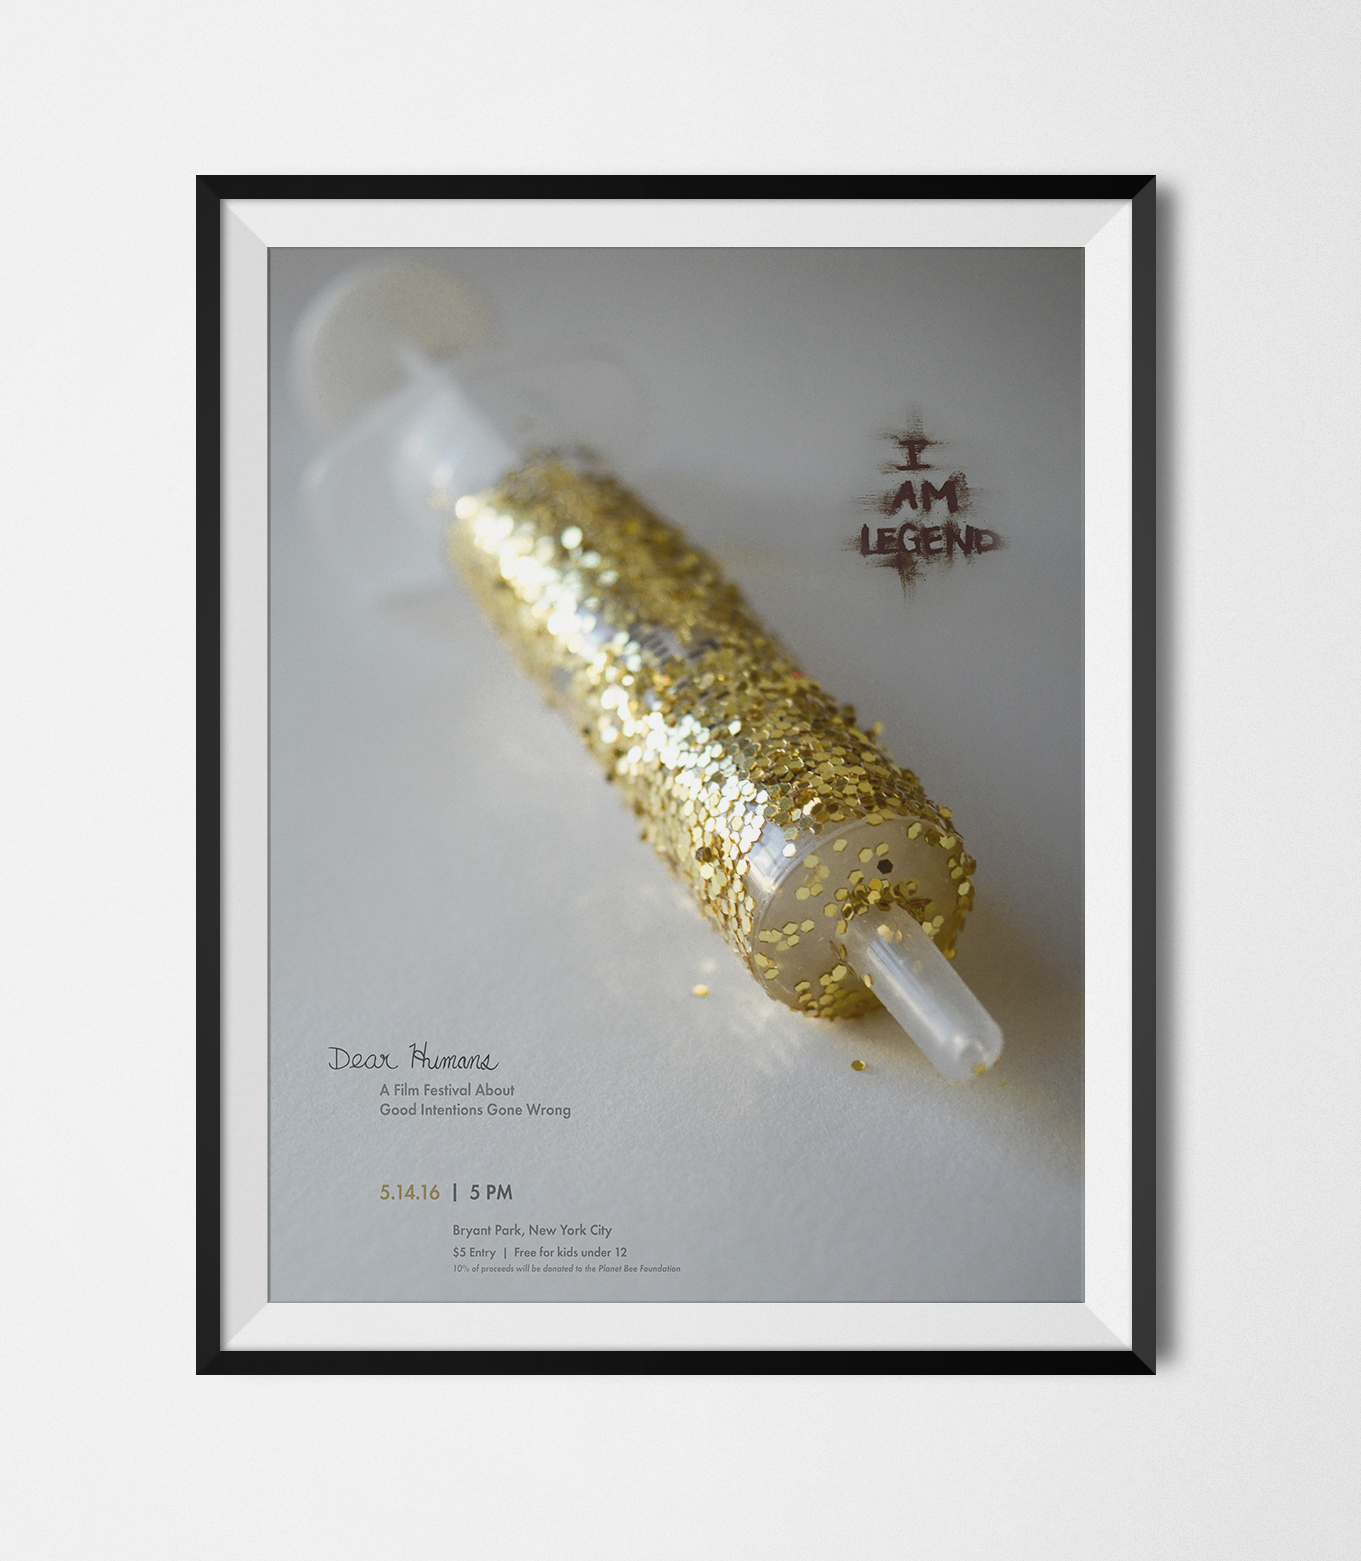 I
AM
LEGEND
Dear Humans
A Film Festival About
Good Intentions Gone Wrong
5.14.16 | 5 PM
Bryant Park, New York City
$5 Entry | Free for kids under 12
10% of proceeds will be donated to the Planet Bee Foundation